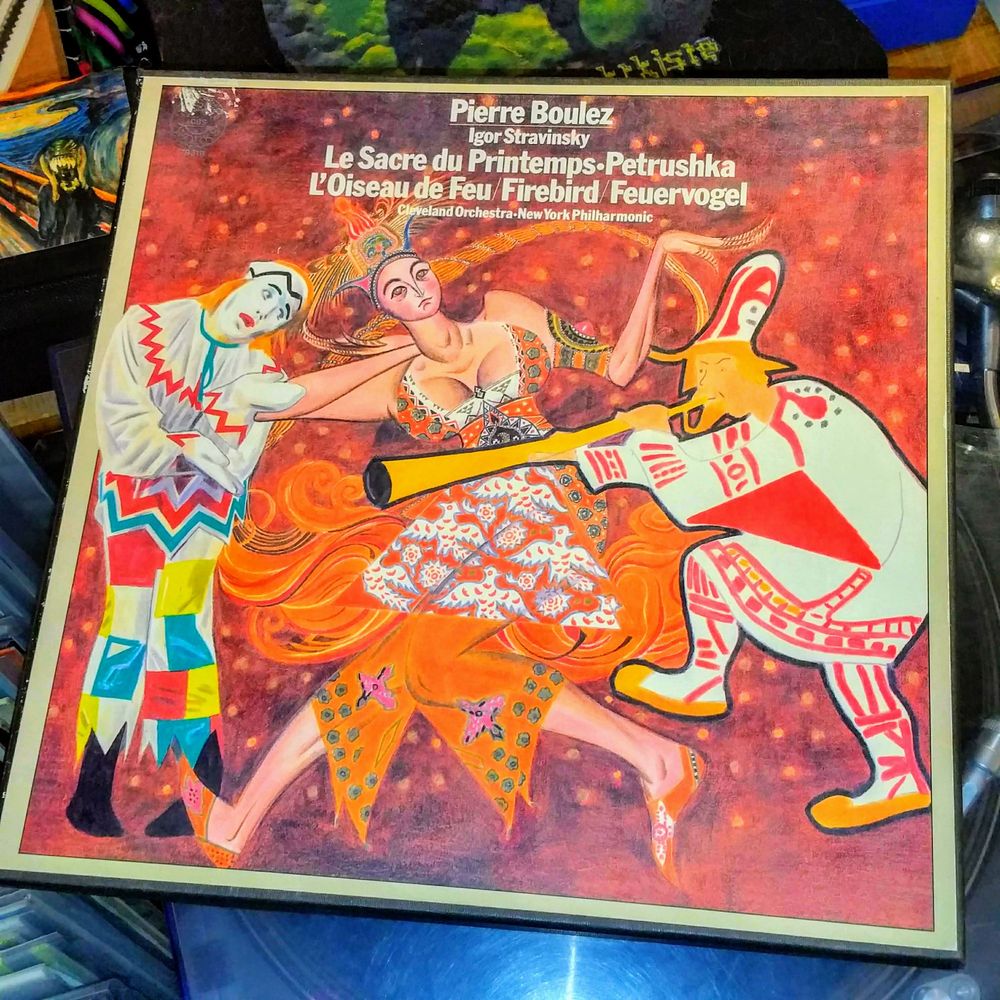 Pierre Boulez
Igor Stravinsky
Le Sacre du Printemps•Petrushka
L'Oiseau de Feu/Firebird/Feuervogel
Cleveland Orchestra•New York Philharmonic